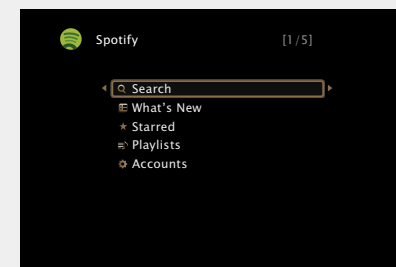 Spotify [1/5]
Search
What's New
Starred
Playlists
Accounts